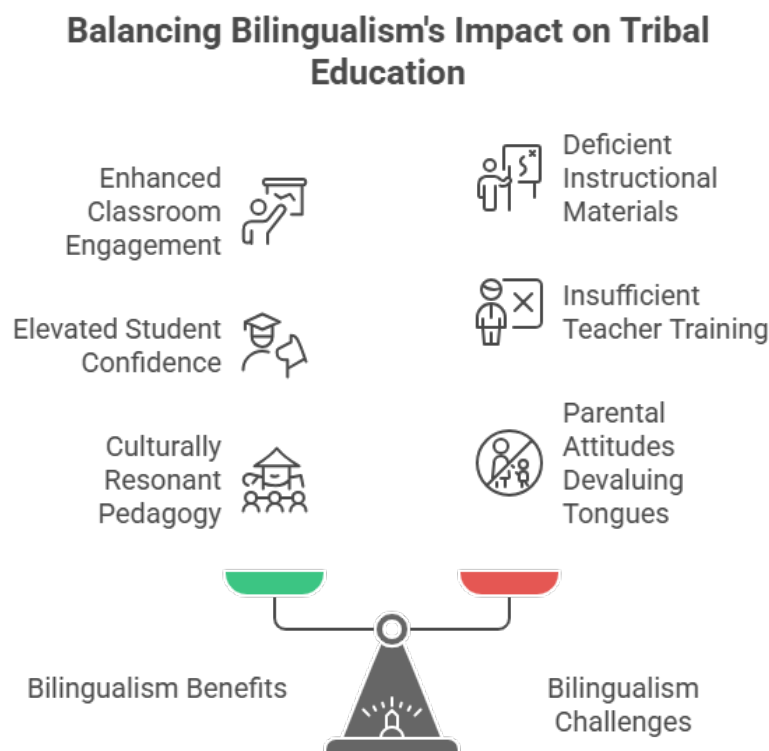 Balancing Bilingualism's Impact on Tribal
Education
Enhanced
Classroom
Engagement
Elevated Student
Confidence
Culturally
Resonant
Pedagogy
Deficient
Instructional
Materials
Insufficient
Teacher Training
Parental
Attitudes
Devaluing
Tongues
Bilingualism Benefits
Bilingualism
Challenges